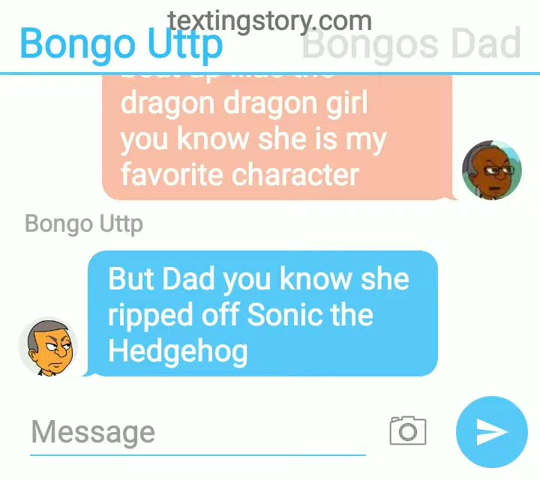 textingstory.com
Bongo Uttp Bongos Dad
dragon dragon girl
you know she is my
favorite character
Bongo Uttp
But Dad you know she
ripped off Sonic the
Hedgehog
Message